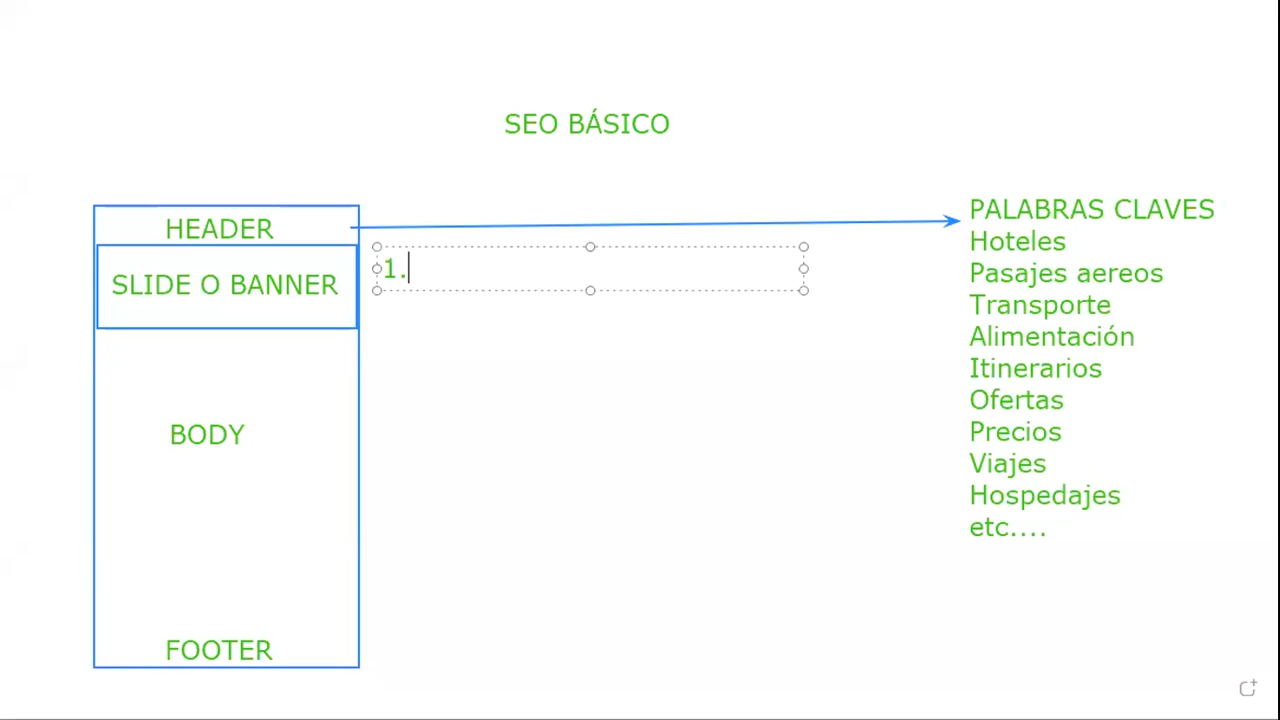 SEO BÁSICO
HEADER
SLIDE O BANNER
BODY
FOOTER
1.
PALABRAS CLAVES
Hoteles
Pasajes aereos
Transporte
Alimentación
Itinerarios
Ofertas
Precios
Viajes
Hospedajes
etc....